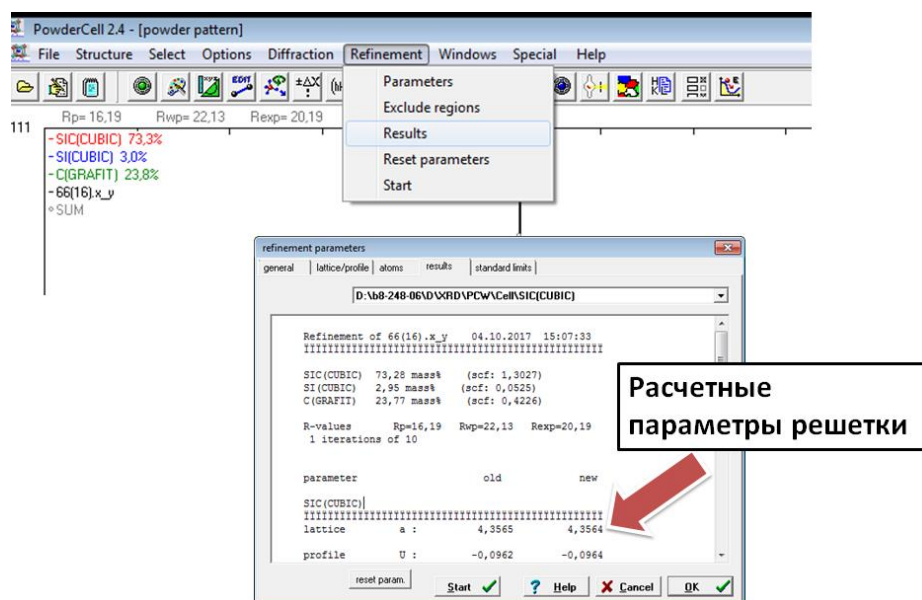 PowderCell 2.4 - [powder pattern]
File Structure Select Options Diffraction Refinement Windows Special Help
Parameters
Exclude regions
Results
Reset parameters
Start
Rp= 16,19 Rwp= 22,13 Rexp= 20,19
111
-SIC(CUBIC) 73,3%
-SI(CUBIC) 3,0%
-C(GRAFIT) 23,8%
-66(16).x_y
SUM
refinement parameters
general lattice/profile atoms results standard limits
D:\b8-248-06\D\XRD\PCW\Cell\SIC(CUBIC)
Refinement of 66(16).x_y 04.10.2017 15:07:33
SIC(CUBIC) 73,28 mass% (scf: 1,3027)
SI(CUBIC) 2,95 mass% (scf: 0,0525)
C(GRAFIT) 23,77 mass% (scf: 0,4226)
R-values Rp=16,19 Rwp=22,13 Rexp=20,19
1 iterations of 10
parameter old new
SIC(CUBIC)
lattice a : 4,3565 4,3564
profile U : -0,0962 -0,0964
reset param. Start Help Cancel OK
Расчетные
параметры решетки